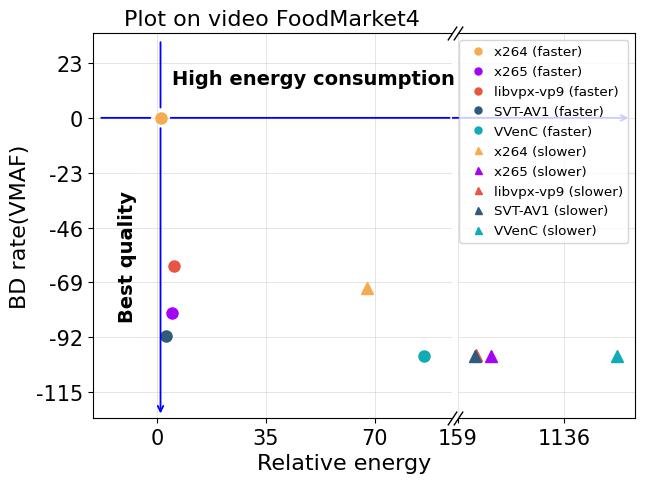 Plot on video FoodMarket4
BD rate(VMAF)
23
0
-23
-46
-69
-92
-115
High energy consumption
Best quality
x264 (faster)
x265 (faster)
libvpx-vp9 (faster)
SVT-AV1 (faster)
VVenC (faster)
x264 (slower)
x265 (slower)
libvpx-vp9 (slower)
SVT-AV1 (slower)
VVenC (slower)
0 35 70 159 1136
Relative energy